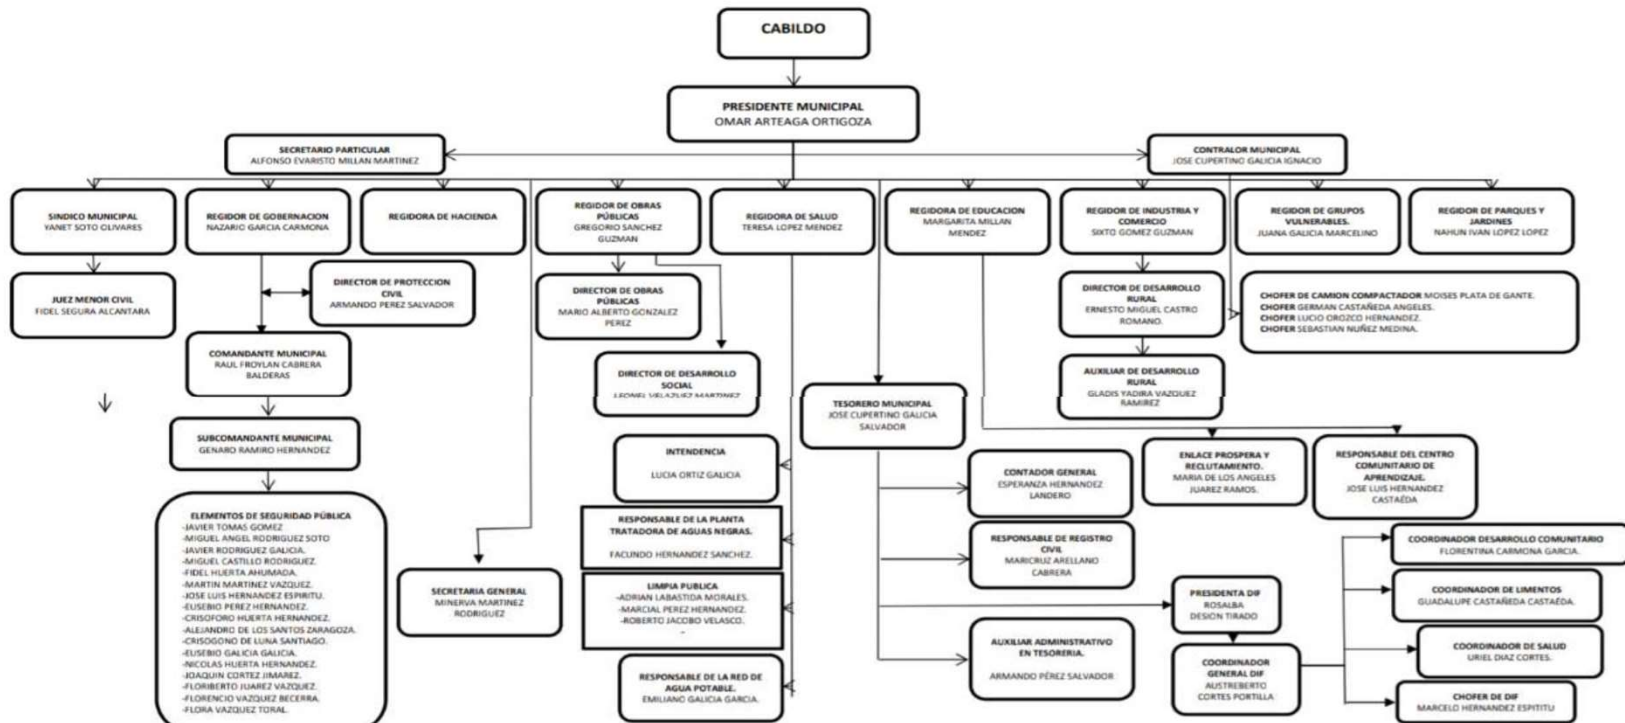 CABILDO
PRESIDENTE MUNICIPAL
OMAR ARTEAGA ORTIGOZA
SECRETARIO PARTICULAR
ALFONSO EVARISTO MILLAN MARTINEZ
CONTRALOR MUNICIPAL
JOSE CUPERTINO GALICIA IGNACIO
SINDICO MUNICIPAL
YANET SOTO OLIVARES
REGIDOR DE GOBERNACION
NAZARIO GARCIA CARMONA
REGIDORA DE HACIENDA
REGIDOR DE OBRAS
PÚBLICAS
GREGORIO SANCHEZ
GUZMAN
REGIDORA DE SALUD
TERESA LOPEZ MENDEZ
REGIDORA DE EDUCACION
MARGARITA MILLAN
MENDEZ
REGIDOR DE INDUSTRIA Y
COMERCIO
SIXTO GOMEZ GUZMAN
REGIDOR DE GRUPOS
VULNERABLES.
JUANA GALICIA MARCELINO
REGIDOR DE PARQUES Y
JARDINES
NAHUN IVAN LOPEZ LOPEZ
JUEZ MENOR CIVIL
FIDEL SEGURA ALCANTARA
DIRECTOR DE PROTECCION
CIVIL
ARMANDO PEREZ SALVADOR
DIRECTOR DE OBRAS
PÚBLICAS
MARIO ALBERTO GONZALEZ
PEREZ
DIRECTOR DE DESARROLLO
RURAL
ERNESTO MIGUEL CASTRO
ROMANO.
CHOFER DE CAMION COMPACTADOR MOISES PLATA DE GANTE.
CHOFER GERMAN CASTAÑEDA ANGELES.
CHOFER LUCIO OROZCO HERNANDEZ.
CHOFER SEBASTIAN NUÑEZ MEDINA.
COMANDANTE MUNICIPAL
RAUL FROYLAN CABRERA
BALDERAS
DIRECTOR DE DESARROLLO
SOCIAL
LEONEL VELAZQUEZ MARTINEZ
AUXILIAR DE DESARROLLO
RURAL
GLADIS YADIRA VAZQUEZ
RAMIREZ
TESORERO MUNICIPAL
JOSE CUPERTINO GALICIA
SALVADOR
SUBCOMANDANTE MUNICIPAL
GENARO RAMIRO HERNANDEZ
INTENDENCIA
LUCIA ORTIZ GALICIA
CONTADOR GENERAL
ESPERANZA HERNANDEZ
LANDERO
ENLACE PROSPERA Y
RECLUTAMIENTO.
MARIA DE LOS ANGELES
JUAREZ RAMOS.
RESPONSABLE DEL CENTRO
COMUNITARIO DE
APRENDIZAJE.
JOSE LUIS HERNANDEZ
CASTAÉDA
ELEMENTOS DE SEGURIDAD PÚBLICA
-JAVIER TOMAS GOMEZ
-MIGUEL ANGEL RODRIGUEZ SOTO
-JAVIER RODRIGUEZ GALICIA.
-MIGUEL CASTILLO RODRIGUEZ.
-FIDEL HUERTA AHUMADA.
-MARTIN MARTINEZ VAZQUEZ.
-JOSE LUIS HERNANDEZ ESPIRITU.
-EUSEBIO PEREZ HERNANDEZ.
-CRISOFORO HUERTA HERNANDEZ.
-ALEJANDRO DE LOS SANTOS ZARAGOZA.
-CRISOGONO DE LUNA SANTIAGO.
-EUSEBIO GALICIA GALICIA.
-NICOLAS HUERTA HERNANDEZ.
-JOAQUIN CORTEZ JIMAREZ.
-FLORIBERTO JUAREZ VAZQUEZ.
-FLORENCIO VAZQUEZ BECERRA.
-FLORA VAZQUEZ TORAL.
RESPONSABLE DE LA PLANTA
TRATADORA DE AGUAS NEGRAS.
FACUNDO HERNANDEZ SANCHEZ.
RESPONSABLE DE REGISTRO
CIVIL
MARICRUZ ARELLANO
CABRERA
COORDINADOR DESARROLLO COMUNITARIO
FLORENTINA CARMONA GARCIA.
SECRETARIA GENERAL
MINERVA MARTINEZ
RODRIGUEZ
LIMPIA PUBLICA
-ADRIAN LABASTIDA MORALES.
-MARCIAL PEREZ HERNANDEZ.
-ROBERTO JACOBO VELASCO.
-
PRESIDENTA DIF
ROSALBA
DESION TIRADO
COORDINADOR DE LIMENTOS
GUADALUPE CASTAÑEDA CASTAÉDA.
AUXILIAR ADMINISTRATIVO
EN TESORERIA.
ARMANDO PÉREZ SALVADOR
COORDINADOR DE SALUD
URIEL DIAZ CORTES.
COORDINADOR
GENERAL DIF
AUSTREBERTO
CORTES PORTILLA
RESPONSABLE DE LA RED DE
AGUA POTABLE.
EMILIANO GALICIA GARCIA.
CHOFER DE DIF
MARCELO HERNANDEZ ESPITITU